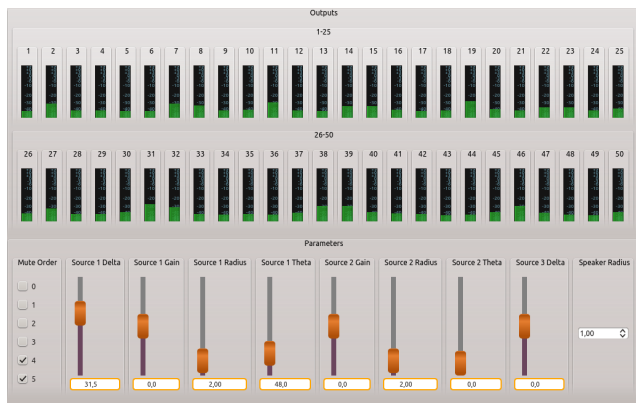 Outputs
1-25
1 2 3 4 5 6 7 8 9 10 11 12 13 14 15 16 17 18 19 20 21 22 23 24 25
26-50
26 27 28 29 30 31 32 33 34 35 36 37 38 39 40 41 42 43 44 45 46 47 48 49 50
Parameters
Mute Order Source 1 Delta Source 1 Gain Source 1 Radius Source 1 Theta Source 2 Gain Source 2 Radius Source 2 Theta Source 3 Delta Speaker Radius
0
1
2
3
1,00
4
5
31,5 0,0 2,00 48,0 0,0 2,00 0,0 0,0